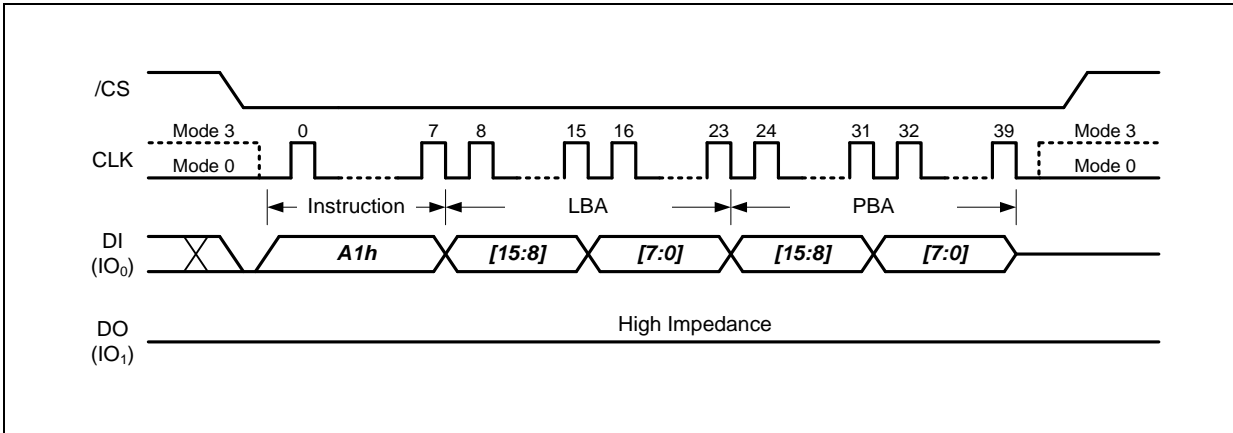 /CS
Mode 3 0 7 8 15 16 23 24 31 32 39 Mode 3
CLK
Mode 0 Mode 0
Instruction LBA PBA
DI
(IO₀)
A1h [15:8] [7:0] [15:8] [7:0]
High Impedance
DO
(IO₁)